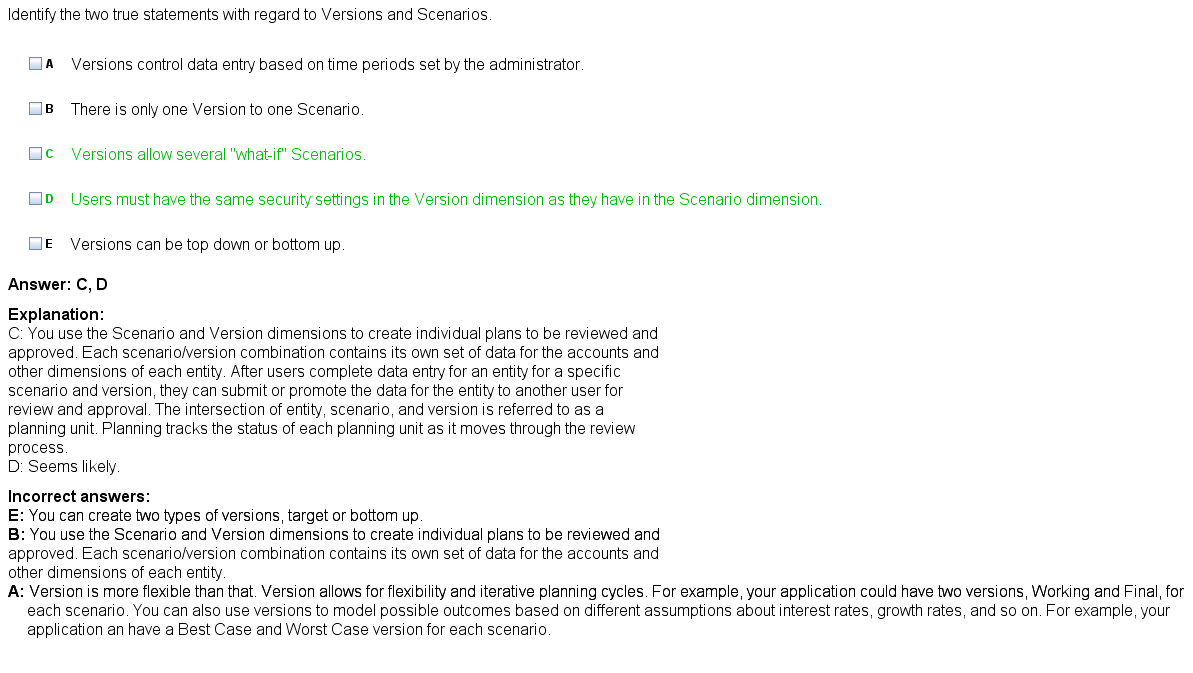 Identify the two true statements with regard to Versions and Scenarios.
A Versions control data entry based on time periods set by the administrator.
B There is only one Version to one Scenario.
C Versions allow several "what-if" Scenarios.
D Users must have the same security settings in the Version dimension as they have in the Scenario dimension.
E Versions can be top down or bottom up.
Answer: C, D
Explanation:
C: You use the Scenario and Version dimensions to create individual plans to be reviewed and
approved. Each scenario/version combination contains its own set of data for the accounts and
other dimensions of each entity. After users complete data entry for an entity for a specific
scenario and version, they can submit or promote the data for the entity to another user for
review and approval. The intersection of entity, scenario, and version is referred to as a
planning unit. Planning tracks the status of each planning unit as it moves through the review
process.
D: Seems likely.
Incorrect answers:
E: You can create two types of versions, target or bottom up.
B: You use the Scenario and Version dimensions to create individual plans to be reviewed and
approved. Each scenario/version combination contains its own set of data for the accounts and
other dimensions of each entity.
A: Version is more flexible than that. Version allows for flexibility and iterative planning cycles. For example, your application could have two versions, Working and Final, for
each scenario. You can also use versions to model possible outcomes based on different assumptions about interest rates, growth rates, and so on. For example, your
application an have a Best Case and Worst Case version for each scenario.